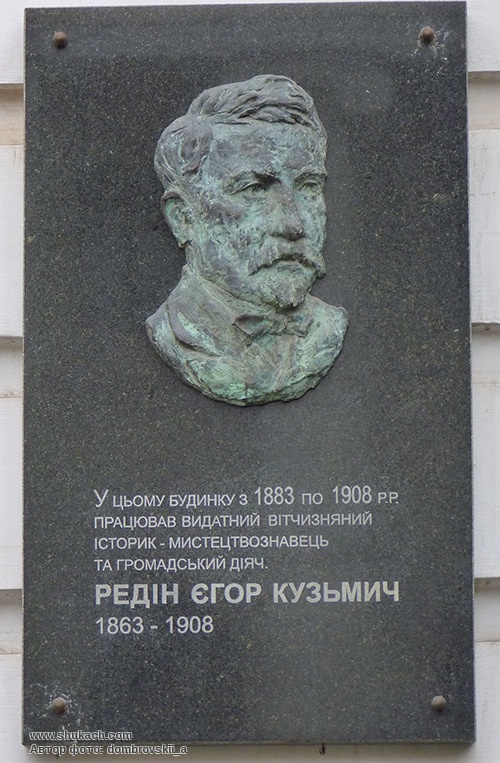 У ЦЬОМУ БУДИНКУ З 1883 ПО 1908 Р.Р.
ПРАЦЮВАВ ВИДАТНИЙ ВІТЧИЗНЯНИЙ
ІСТОРИК - МИСТЕЦТВОЗНАВЕЦЬ
ТА ГРОМАДСЬКИЙ ДІЯЧ.
РЕДІН ЄГОР КУЗЬМИЧ
1863 - 1908
www.shukach.com
Автор фото: dombrovskii_a